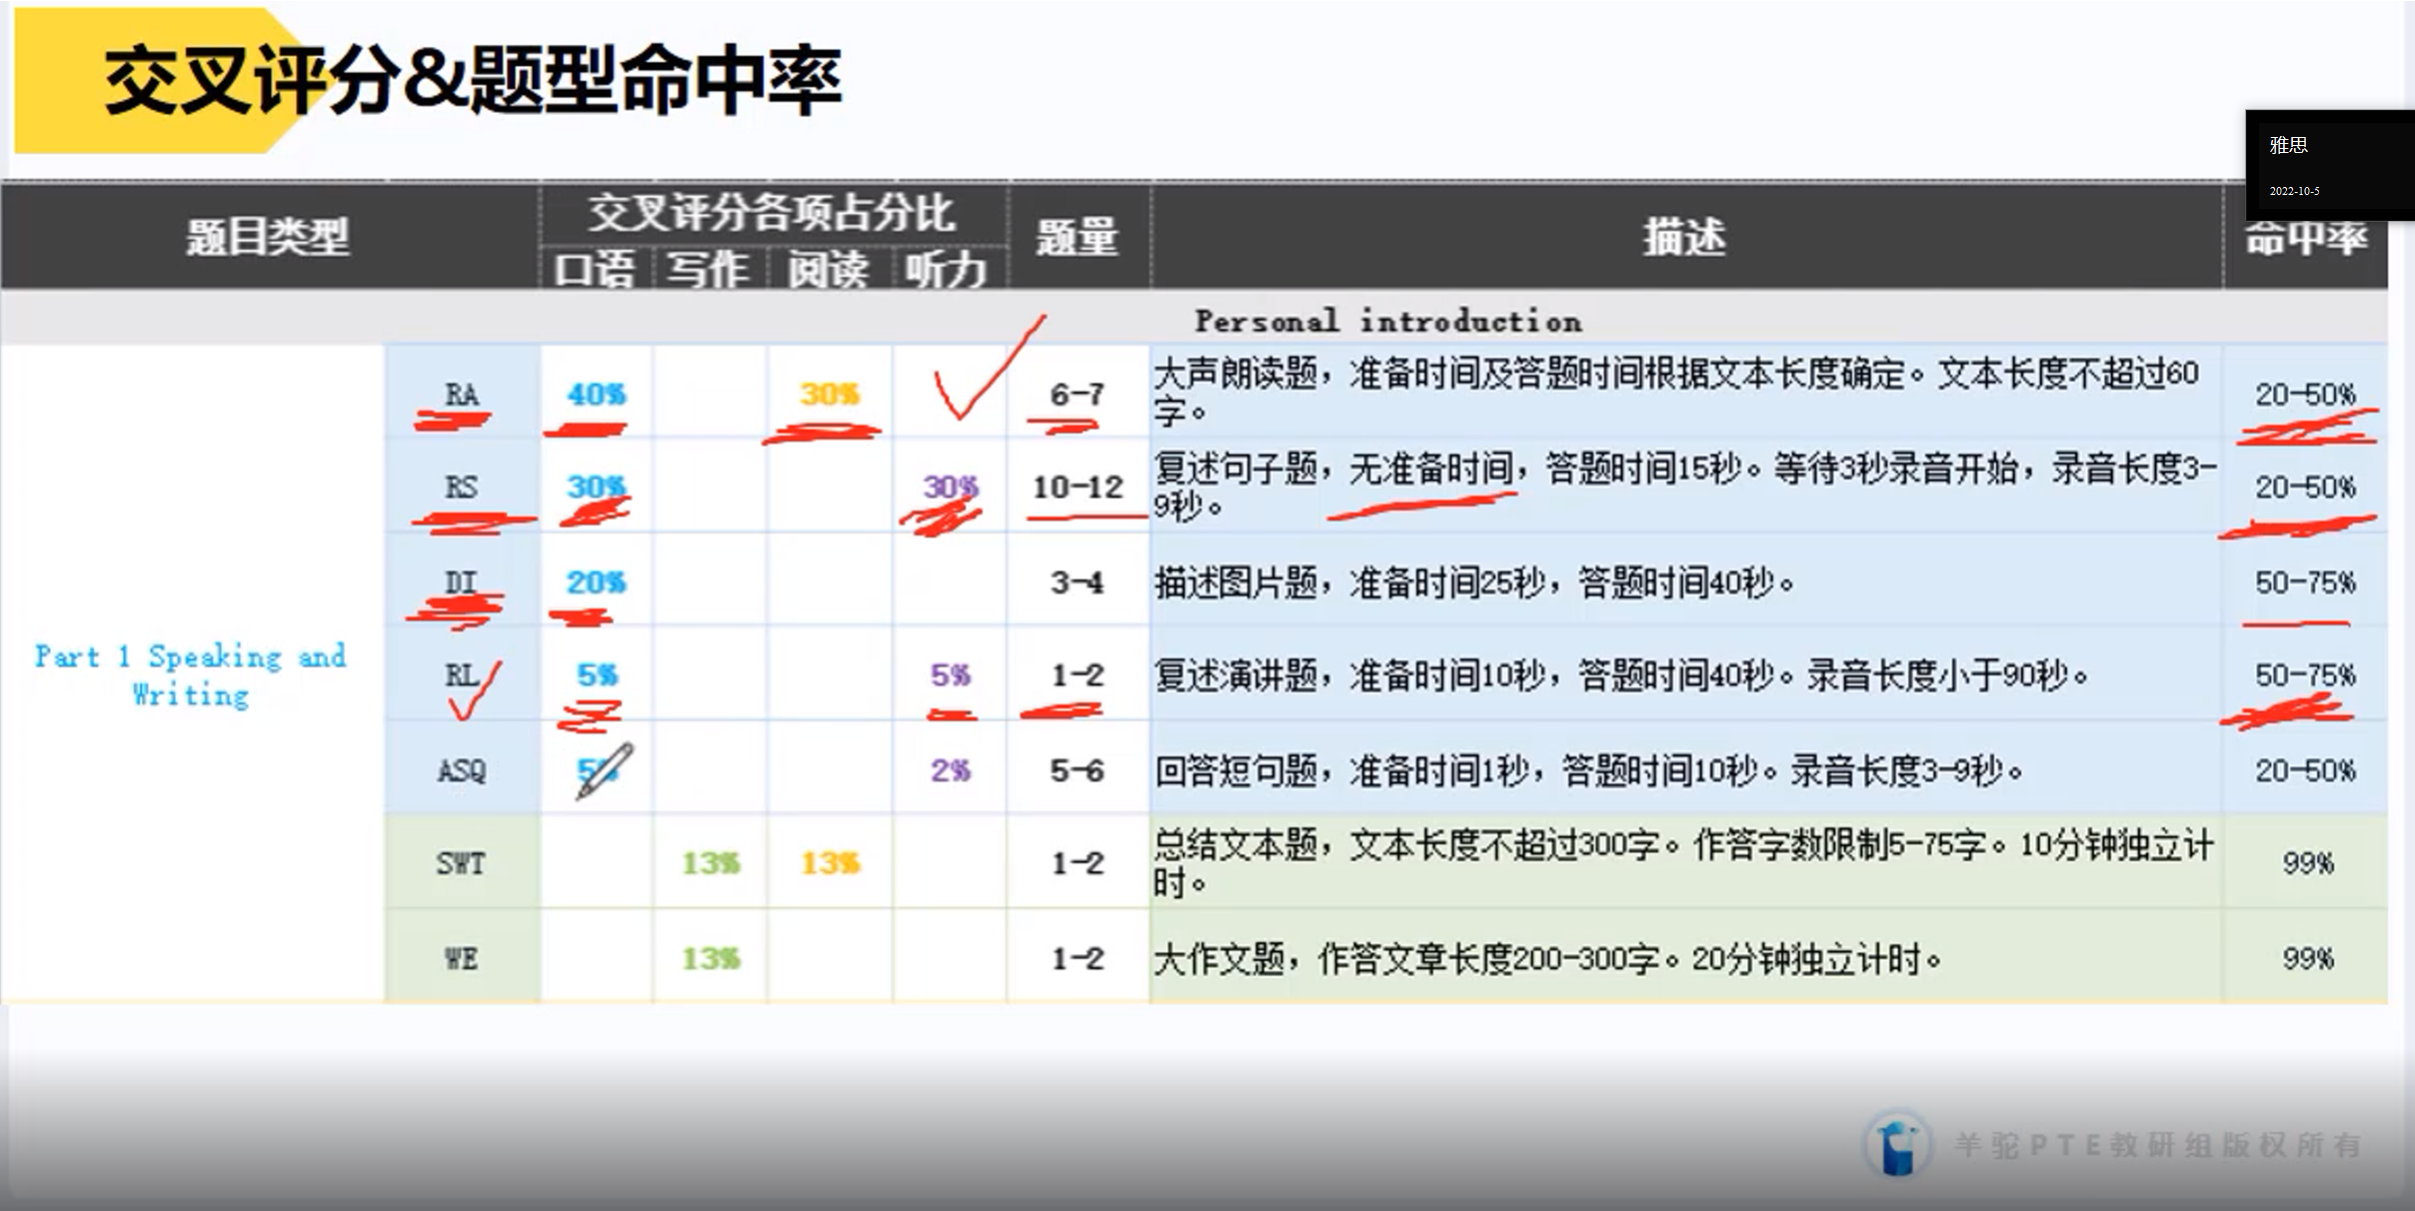 交叉评分&题型命中率
雅思
2022-10-5
题目类型
交叉评分各项占分比
口语 写作 阅读 听力
题量
描述
命中率
Personal introduction
Part 1 Speaking and
Writing
RA 40% 30% 6-7
大声朗读题，准备时间及答题时间根据文本长度确定。文本长度不超过60
字。
20-50%
RS 30% 30% 10-12
复述句子题，无准备时间，答题时间15秒。等待3秒录音开始，录音长度3-
9秒。
20-50%
DI 20% 3-4 描述图片题，准备时间25秒，答题时间40秒。 50-75%
RL 5% 5% 1-2 复述演讲题，准备时间10秒，答题时间40秒。录音长度小于90秒。 50-75%
ASQ 5% 2% 5-6 回答短句题，准备时间1秒，答题时间10秒。录音长度3-9秒。 20-50%
SWT 13% 13% 1-2
总结文本题，文本长度不超过300字。作答字数限制5-75字。10分钟独立计
时。
99%
WE 13% 1-2 大作文题，作答文章长度200-300字。20分钟独立计时。 99%
羊驼PTE教研组版权所有